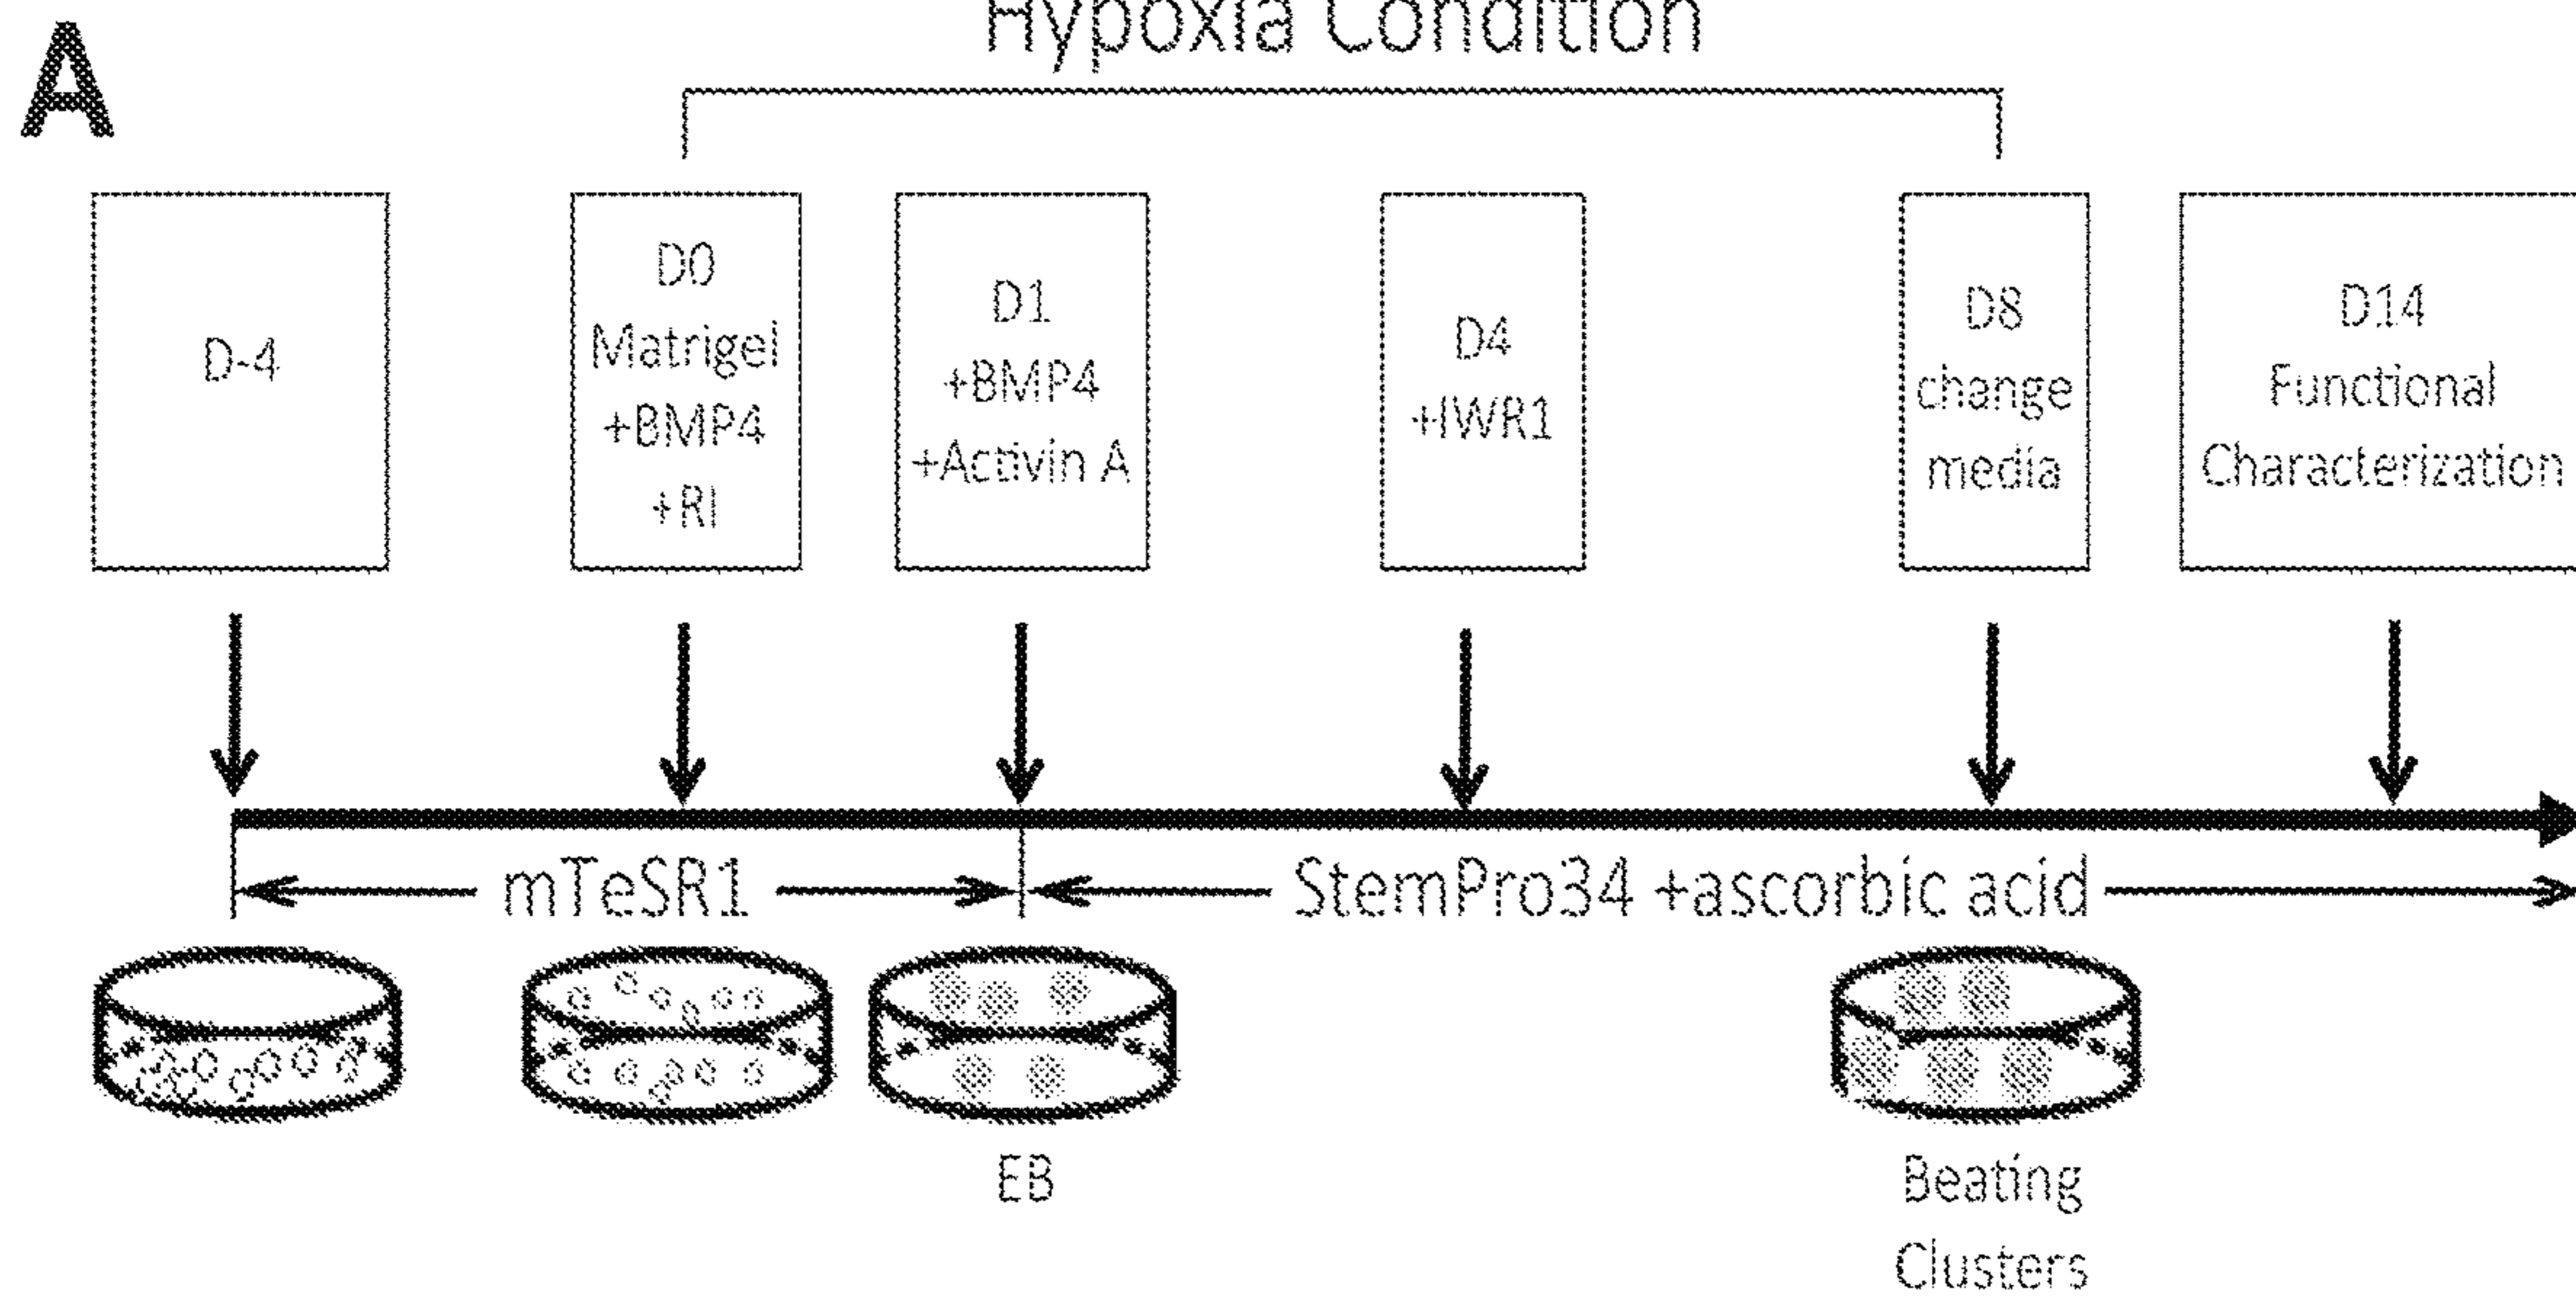 A
Hypoxia Condition
D-4
D0
Matrigel
+BMP4
+RI
D1
+BMP4
+Activin A
D4
+IWR1
D8
change
media
D14
Functional
Characterization
mTeSR1
StemPro34 +ascorbic acid
EB
Beating
Clusters